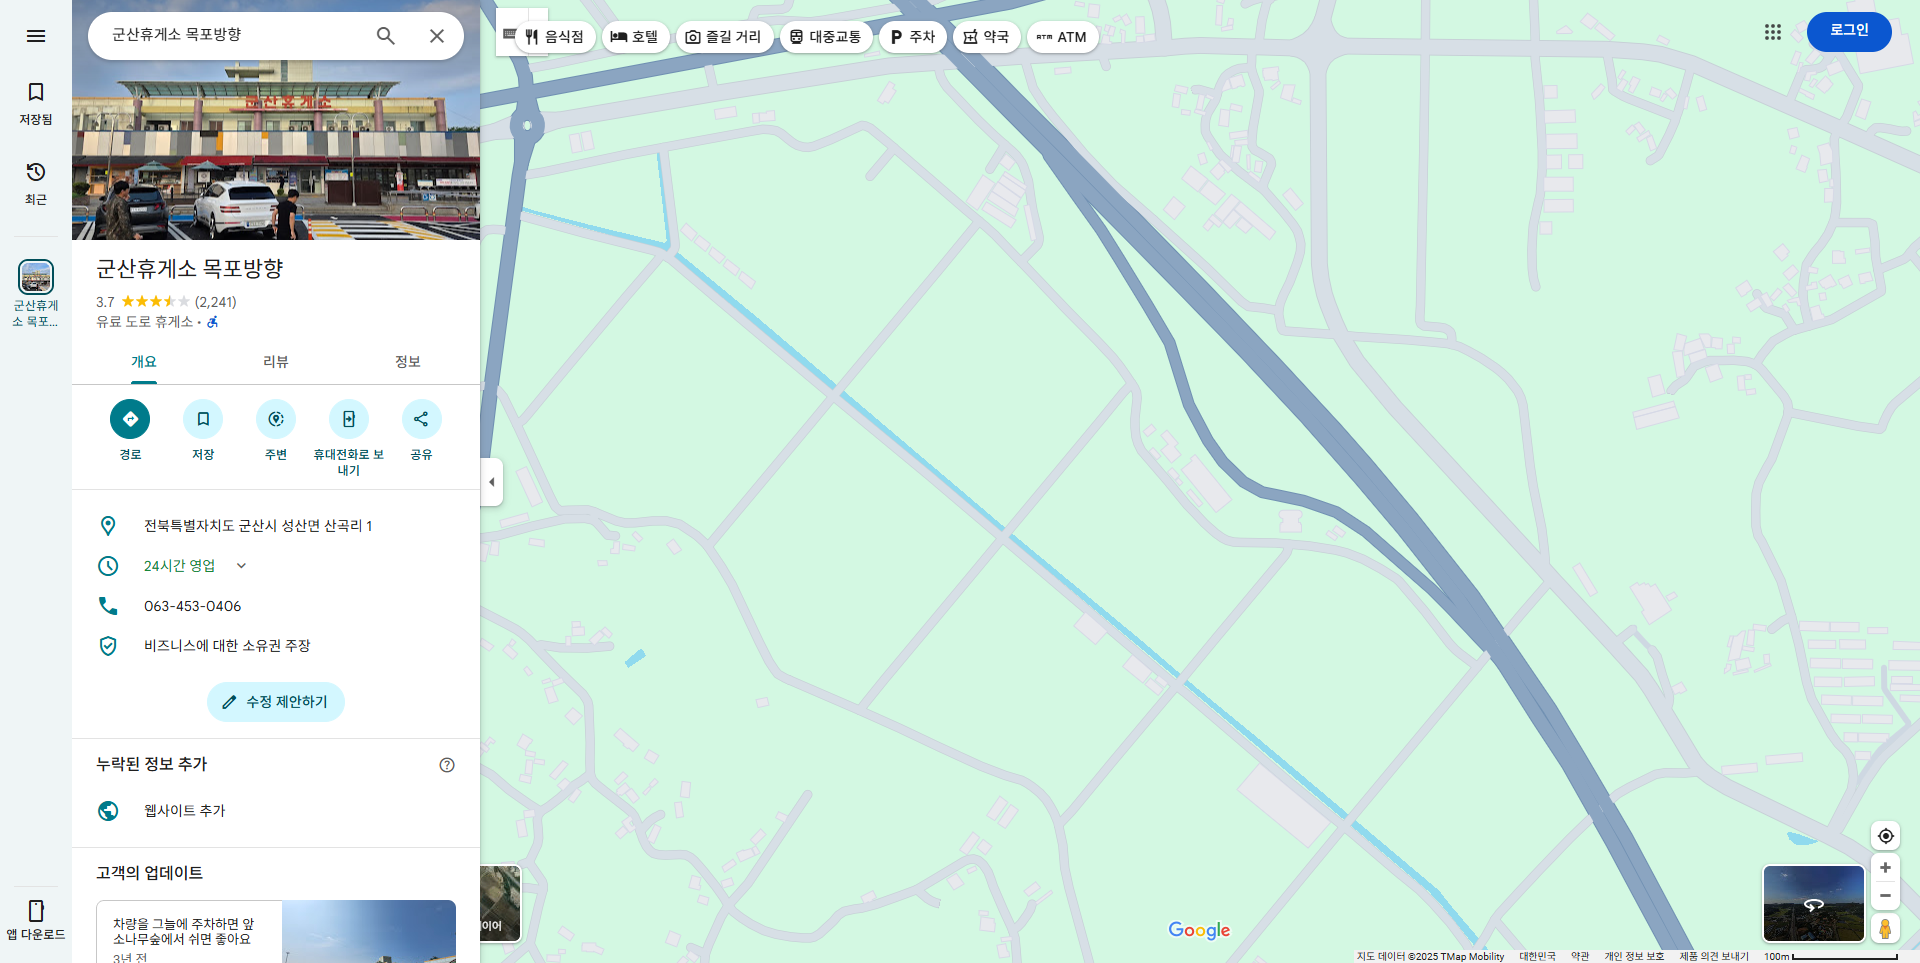 군산휴게소 목포방향
음식점
호텔
즐길 거리
대중교통
주차
약국
ATM
로그인
저장됨
최근
군산휴게
소 목포...
앱 다운로드
군산휴게소
군산휴게소 목포방향
3.7 (2,241)
유료 도로 휴게소 ·
개요
리뷰
정보
경로
저장
주변
휴대전화로 보
내기
공유
전북특별자치도 군산시 성산면 산곡리 1
24시간 영업
063-453-0406
비즈니스에 대한 소유권 주장
수정 제안하기
누락된 정보 추가
웹사이트 추가
고객의 업데이트
차량을 그늘에 주차하면 앞
소나무숲에서 쉬면 좋아요
3년 전
이어
Google
지도 데이터 ©2025 TMap Mobility
대한민국
약관
개인 정보 보호
제품 의견 보내기
100m